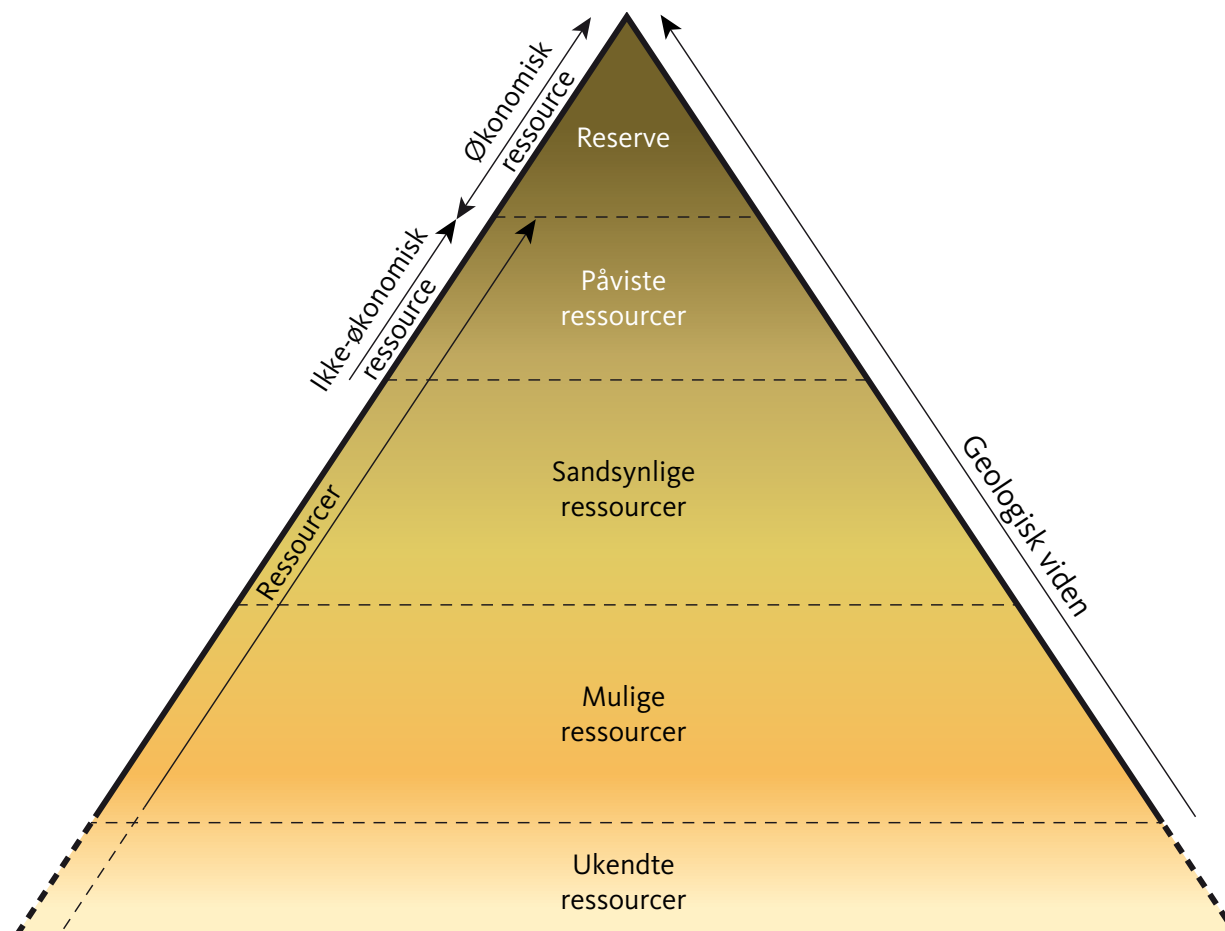 Økonomisk
ressource
Reserve
Ikke-økonomisk
ressource
Påviste
ressourcer
Sandsynlige
ressourcer
Ressourcer
Geologisk viden
Mulige
ressourcer
Ukendte
ressourcer